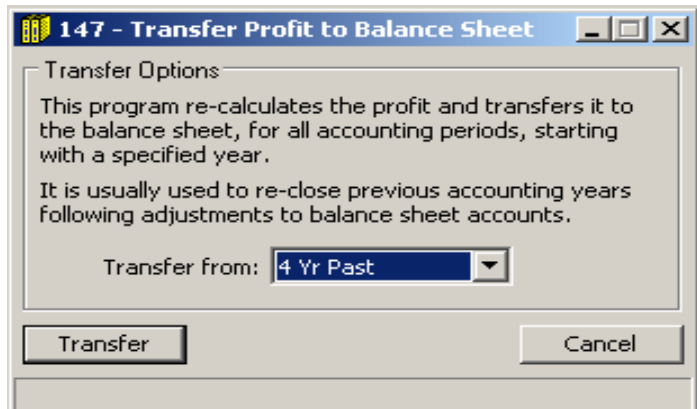 147 - Transfer Profit to Balance Sheet
Transfer Options
This program re-calculates the profit and transfers it to
the balance sheet, for all accounting periods, starting
with a specified year.
It is usually used to re-close previous accounting years
following adjustments to balance sheet accounts.
Transfer from: 4 Yr Past
Transfer Cancel